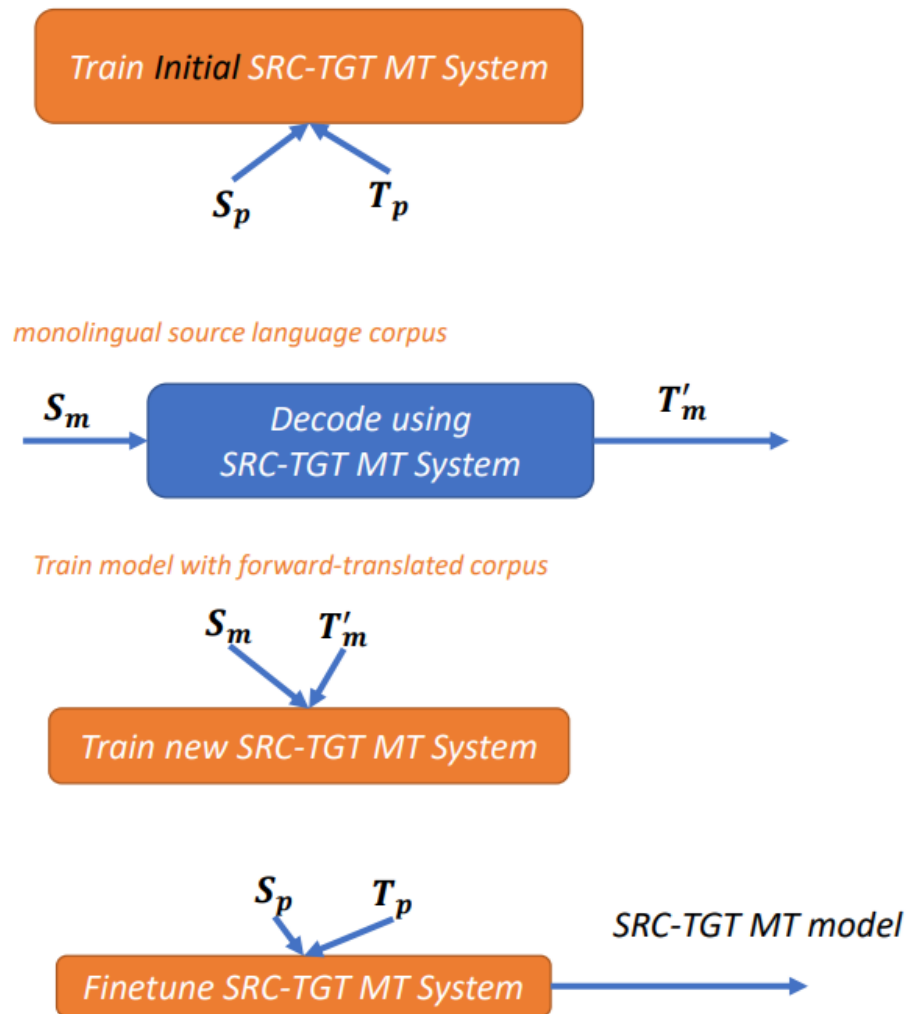 Train Initial SRC-TGT MT System
S_p T_p
monolingual source language corpus
S_m T'_m
Decode using
SRC-TGT MT System
Train model with forward-translated corpus
S_m T'_m
Train new SRC-TGT MT System
S_p T_p
SRC-TGT MT model
Finetune SRC-TGT MT System